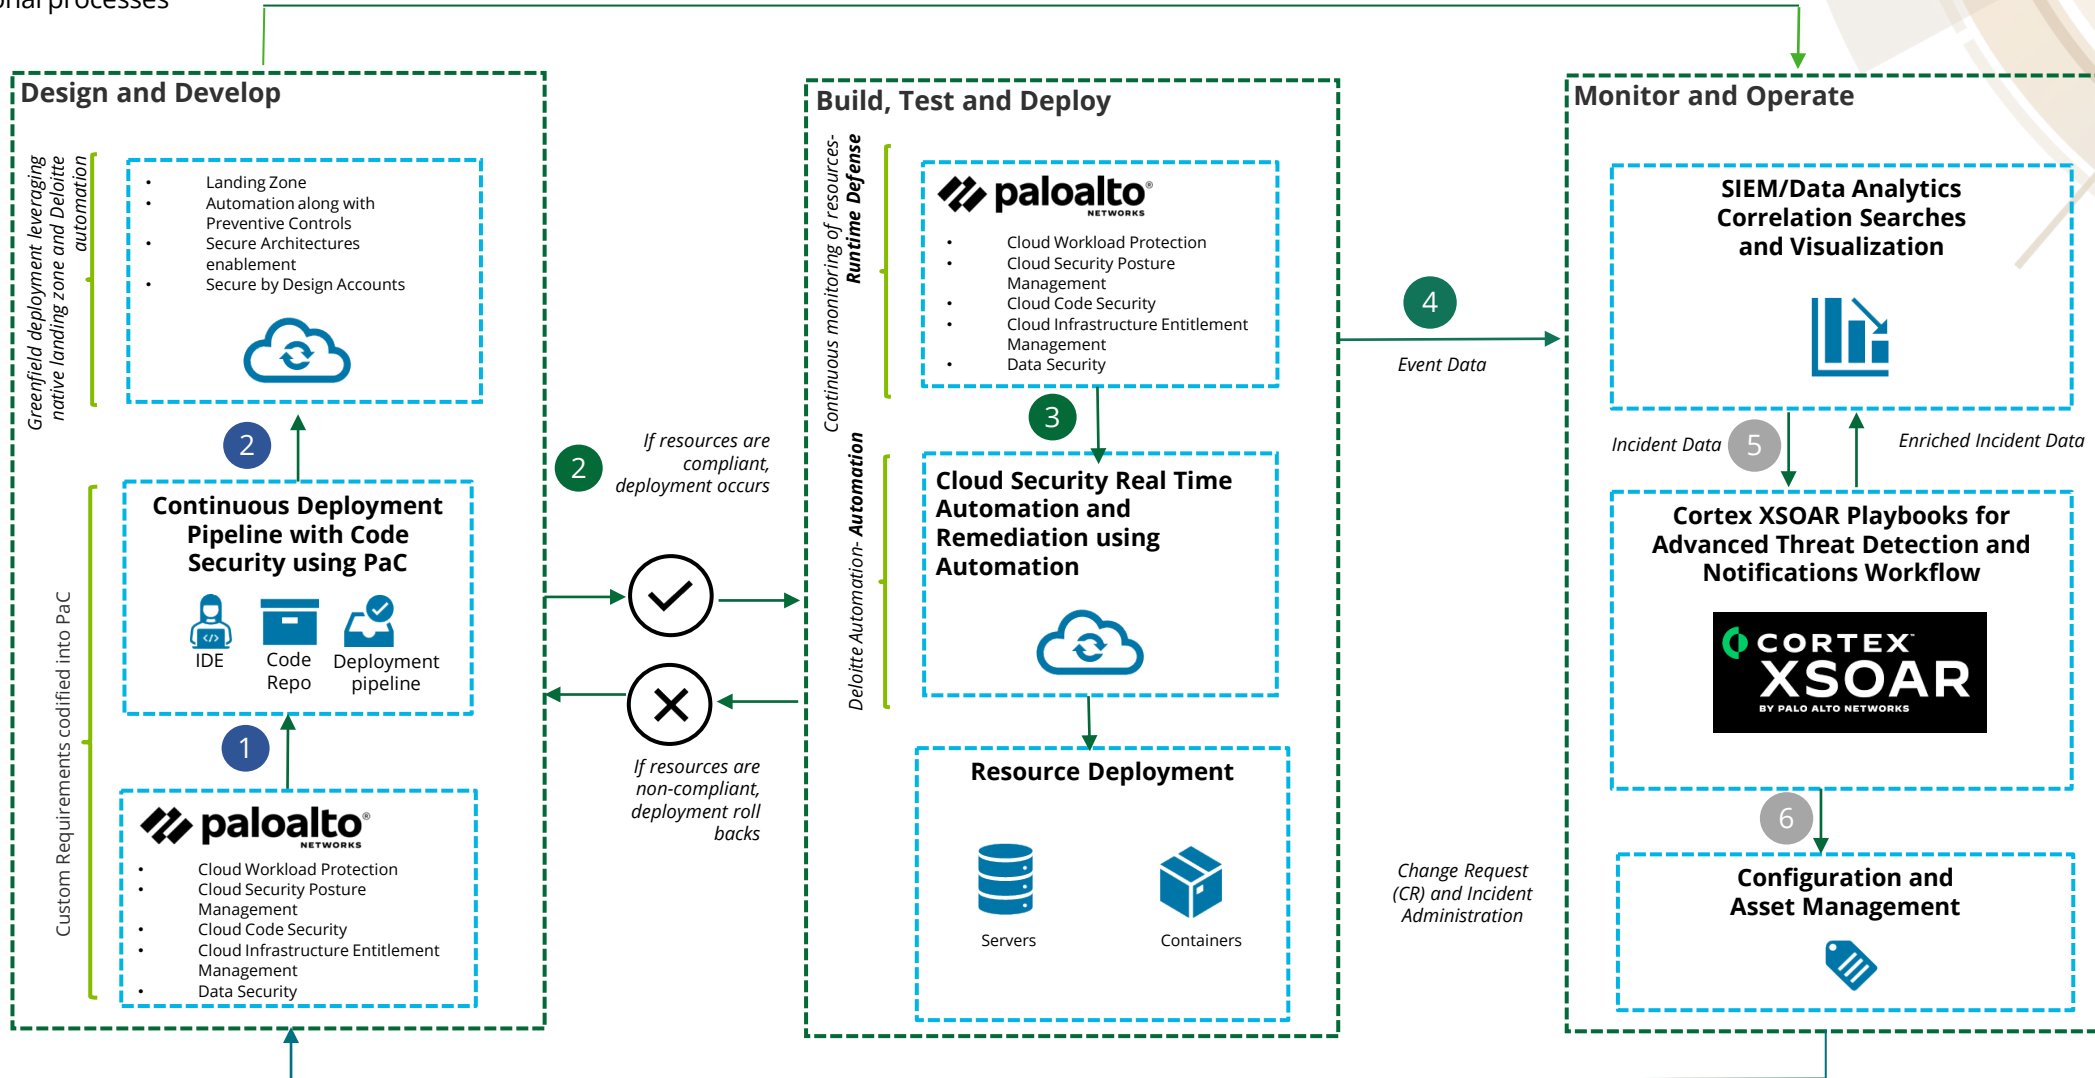 processes
Design and Develop
Greenfield deployment leveraging
native landing zone and Deloitte
automation
• Landing Zone
• Automation along with
Preventive Controls
• Secure Architectures
enablement
• Secure by Design Accounts
2
Custom Requirements codified into PaC
Continuous Deployment
Pipeline with Code
Security using PaC
IDE
Code
Repo
Deployment
pipeline
1
paloalto®
NETWORKS
• Cloud Workload Protection
• Cloud Security Posture
Management
• Cloud Code Security
• Cloud Infrastructure Entitlement
Management
• Data Security
2
If resources are
compliant,
deployment occurs
If resources are
non-compliant,
deployment roll
backs
Build, Test and Deploy
Continuous monitoring of resources-
Runtime Defense
paloalto®
NETWORKS
• Cloud Workload Protection
• Cloud Security Posture
Management
• Cloud Code Security
• Cloud Infrastructure Entitlement
Management
• Data Security
3
Deloitte Automation- Automation
Cloud Security Real Time
Automation and
Remediation using
Automation
Resource Deployment
Servers
Containers
4
Event Data
Change Request
(CR) and Incident
Administration
Monitor and Operate
SIEM/Data Analytics
Correlation Searches
and Visualization
Incident Data
5
Enriched Incident Data
Cortex XSOAR Playbooks for
Advanced Threat Detection and
Notifications Workflow
CORTEX™
XSOAR
BY PALO ALTO NETWORKS
6
Configuration and
Asset Management